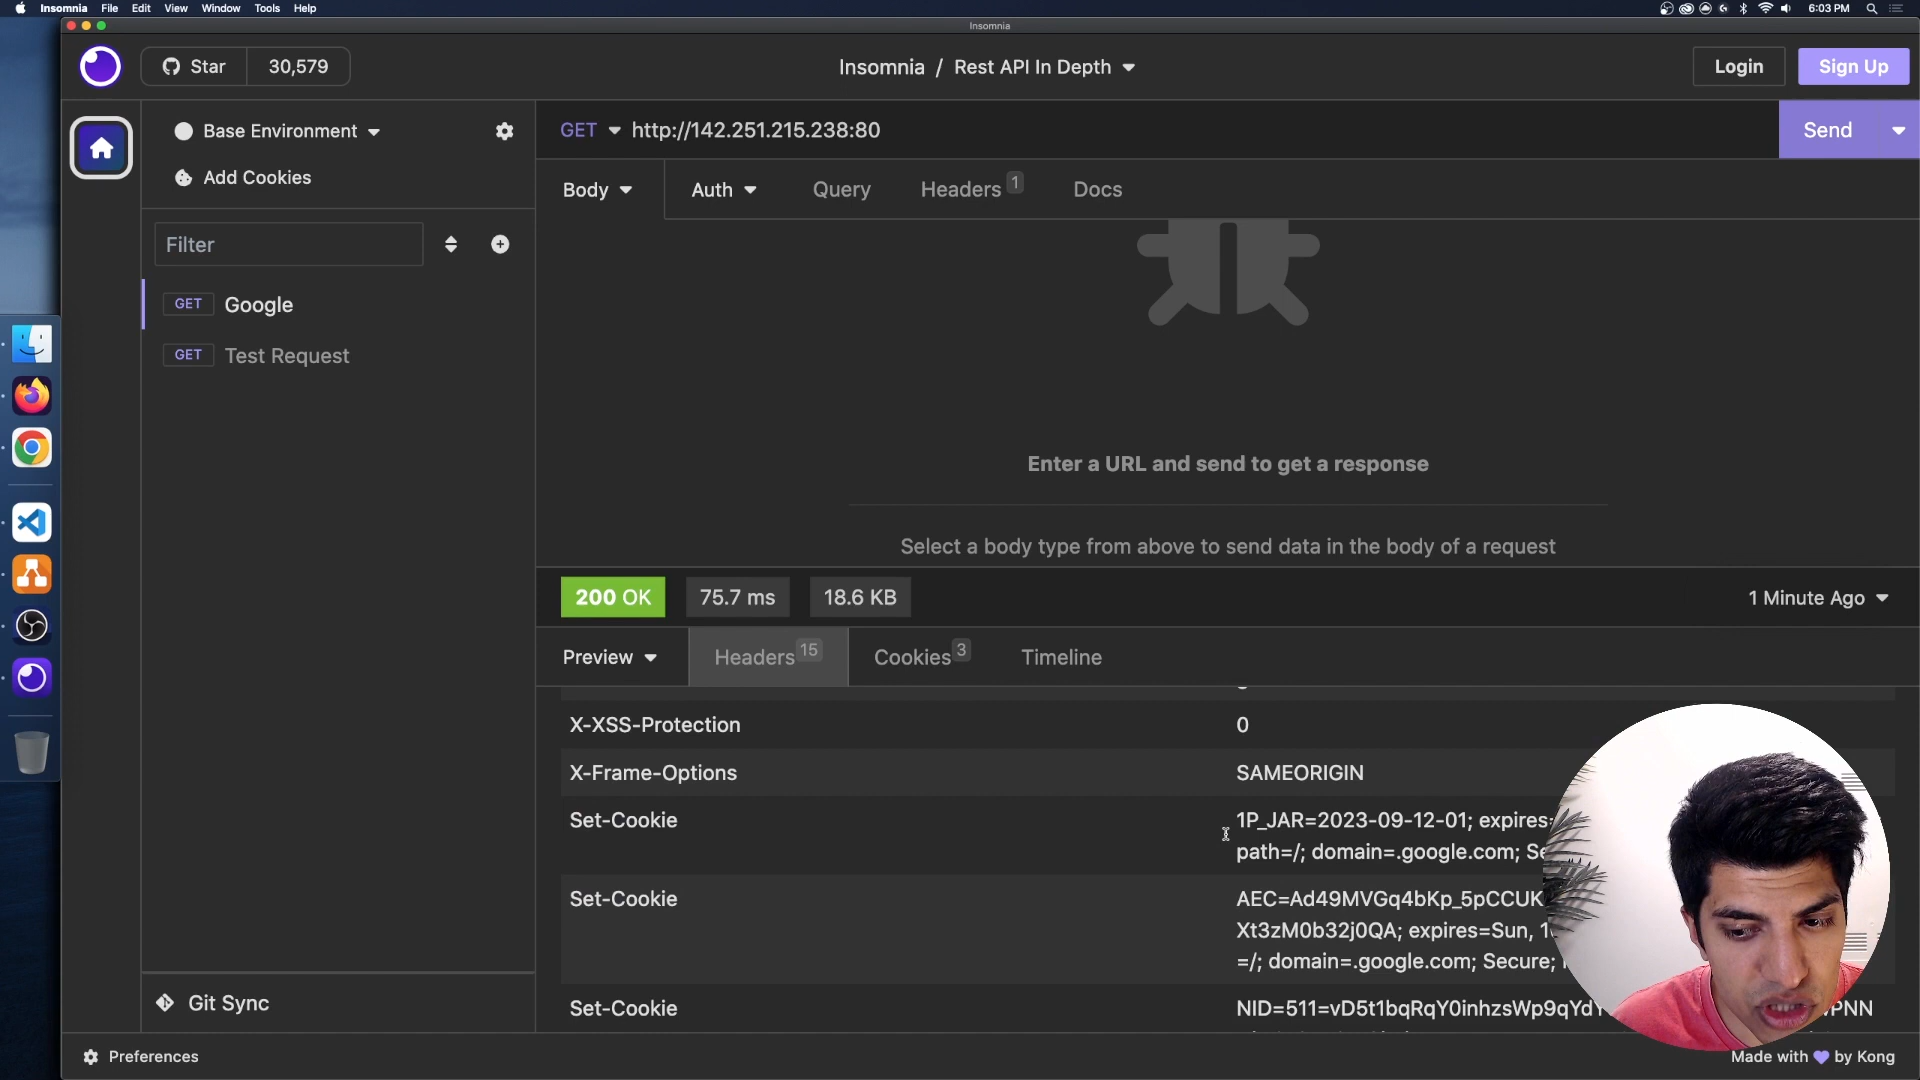 Insomnia File Edit View Window Tools Help
6:03 PM
Insomnia
Star 30,579
Insomnia / Rest API In Depth
Login
Sign Up
Base Environment
Add Cookies
Filter
GET Google
GET Test Request
Git Sync
Preferences
GET http://142.251.215.238:80
Send
Body
Auth
Query
Headers 1
Docs
Enter a URL and send to get a response
Select a body type from above to send data in the body of a request
200 OK
75.7 ms
18.6 KB
1 Minute Ago
Preview
Headers 15
Cookies 3
Timeline
X-XSS-Protection 0
X-Frame-Options SAMEORIGIN
Set-Cookie 1P_JAR=2023-09-12-01; expires=
path=/; domain=.google.com;
Set-Cookie AEC=Ad49MVGq4bKp_5pCCUK
Xt3zM0b32j0QA; expires=Sun,
=/; domain=.google.com; Secure;
Set-Cookie NID=511=vD5t1bqRqY0inhzsWp9qYdY
Made with by Kong